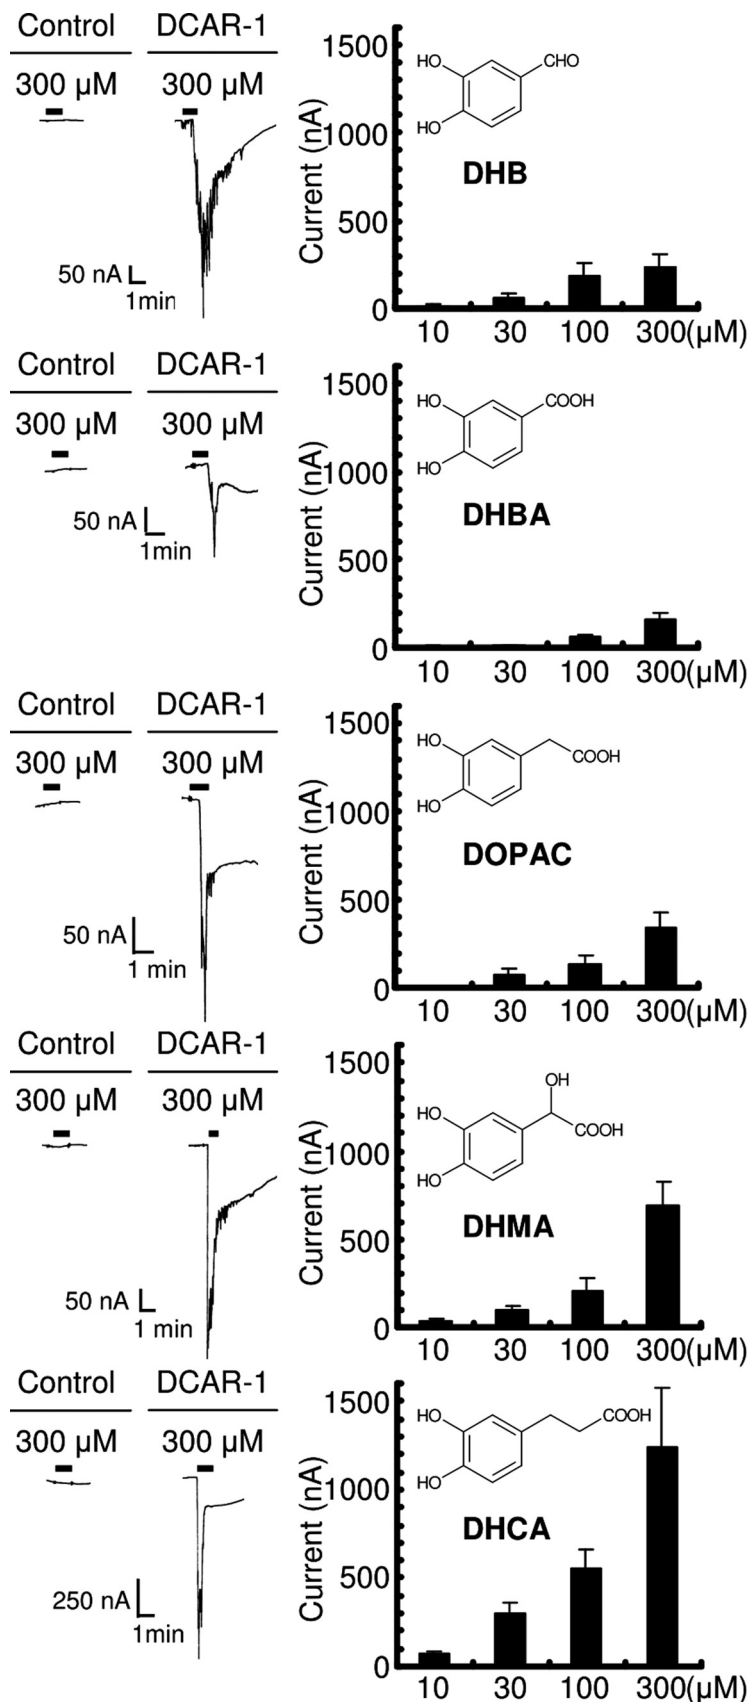 Control DCAR-1
300 µM 300 µM
50 nA
1min
Current (nA)
1500
1000
500
0
HO
HO
CHO
DHB
10 30 100 300(µM)
Control DCAR-1
300 µM 300 µM
50 nA
1min
Current (nA)
1500
1000
500
0
HO
HO
COOH
DHBA
10 30 100 300(µM)
Control DCAR-1
300 µM 300 µM
50 nA
1 min
Current (nA)
1500
1000
500
0
HO
HO
COOH
DOPAC
10 30 100 300(µM)
Control DCAR-1
300 µM 300 µM
50 nA
1 min
Current (nA)
1500
1000
500
0
OH
HO
HO
COOH
DHMA
10 30 100 300(µM)
Control DCAR-1
300 µM 300 µM
250 nA
1min
Current (nA)
1500
1000
500
0
HO
HO
COOH
DHCA
10 30 100 300(µM)